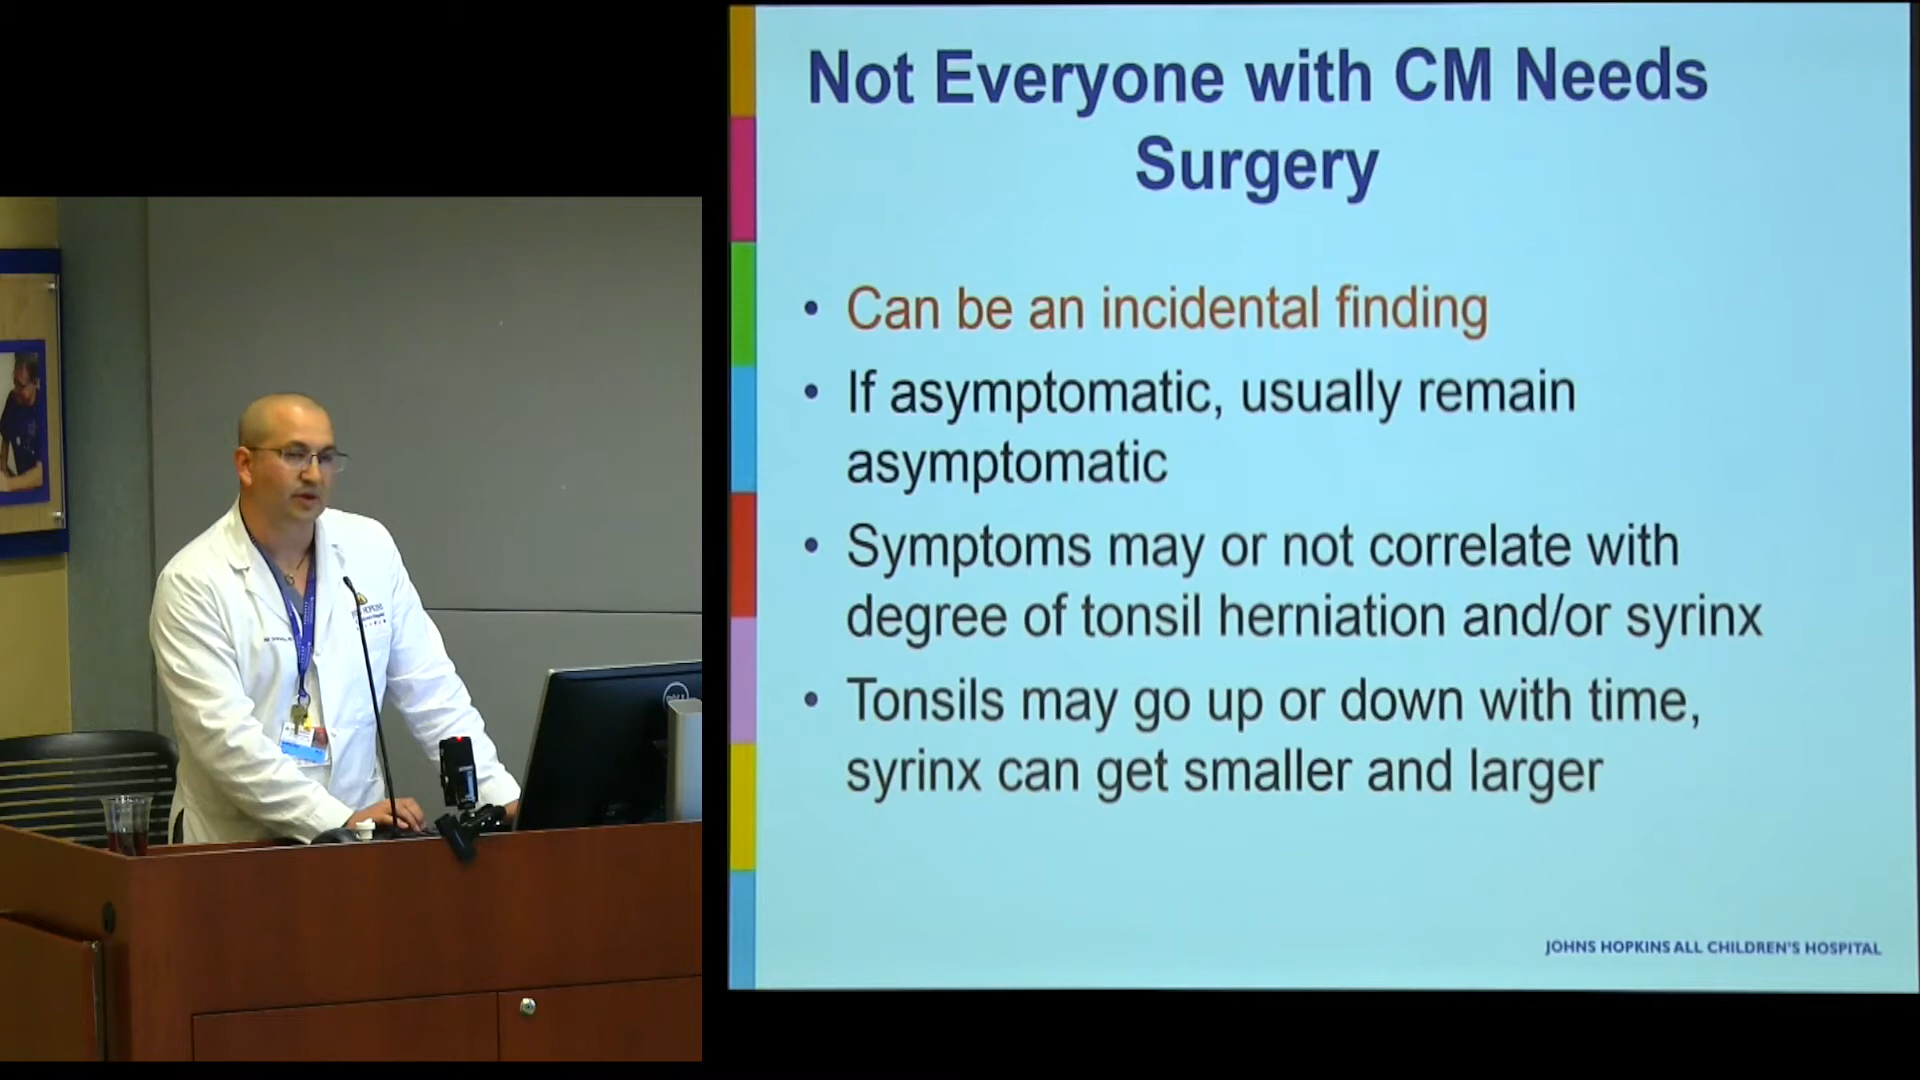 Not Everyone with CM Needs
Surgery
• Can be an incidental finding
• If asymptomatic, usually remain
asymptomatic
• Symptoms may or not correlate with
degree of tonsil herniation and/or syrinx
• Tonsils may go up or down with time,
syrinx can get smaller and larger
JOHNS HOPKINS ALL CHILDREN'S HOSPITAL
HOPKINS
DELL